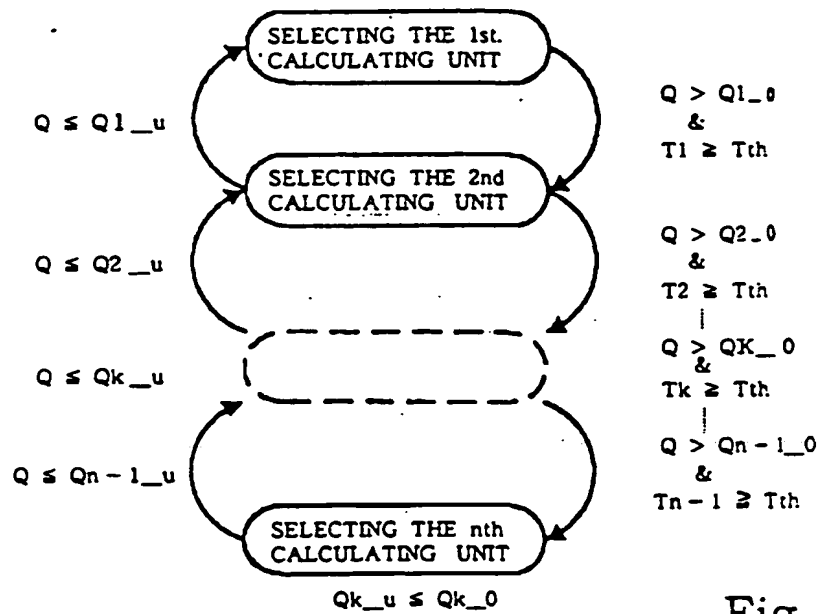 SELECTING THE 1st.
CALCULATING UNIT
Q ≤ Q1_u
Q > Q1_0
&
T1 ≧ Tth
SELECTING THE 2nd
CALCULATING UNIT
Q ≤ Q2_u
Q > Q2_0
&
T2 ≧ Tth
Q ≤ Qk_u
Q > QK_0
&
Tk ≧ Tth
Q ≤ Qn-1_u
Q > Qn-1_0
&
Tn-1 ≧ Tth
SELECTING THE nth
CALCULATING UNIT
Qk_u ≤ Qk_0
Fig